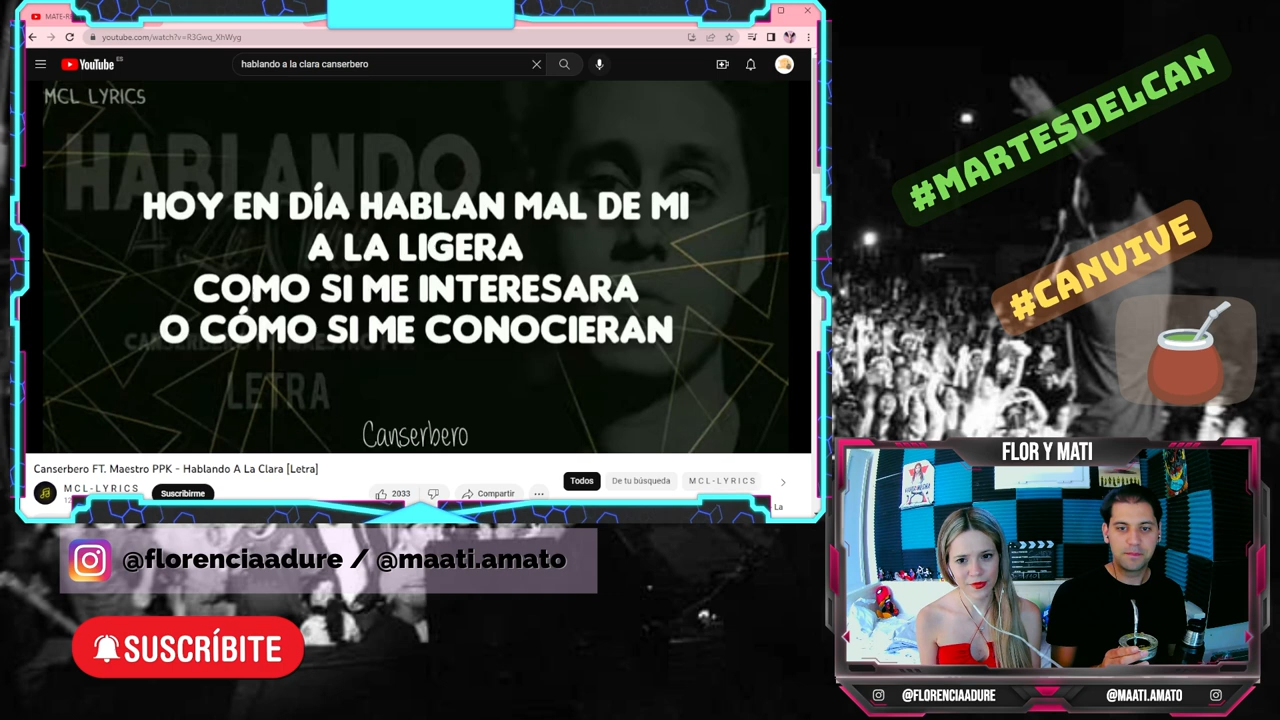 MATE-R
youtube.com/watch?v=R3Gwq_XhWyg
YouTube ES
hablando a la clara canserbero
MCL LYRICS
HABLANDO
HOY EN DÍA HABLAN MAL DE MI
A LA LIGERA
COMO SI ME INTERESARA
O CÓMO SI ME CONOCIERAN
LETRA
Canserbero
Canserbero FT. Maestro PPK - Hablando A La Clara [Letra]
MCL-LYRICS
Suscribirme
2033
Compartir
Todos
De tu búsqueda
MCL-LYRICS
La
#MARTESDELCAN
#CANVIVE
FLOR Y MATI
@florenciaadure / @maati.amato
SUSCRÍBITE
@FLORENCIAADURE
@MAATI.AMATO